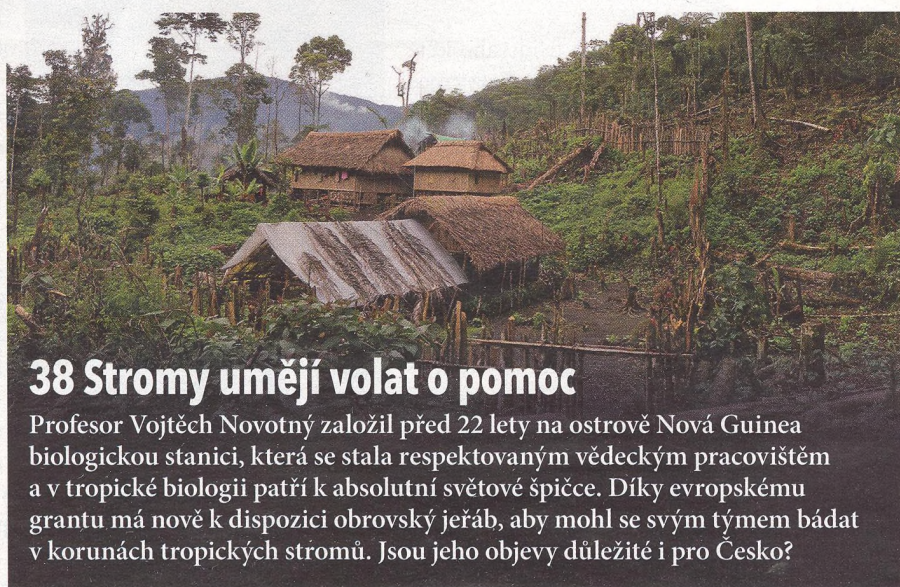 38 Stromy umějí volat o pomoc
Profesor Vojtěch Novotný založil před 22 lety na ostrově Nová Guinea
biologickou stanici, která se stala respektovaným vědeckým pracovištěm
a v tropické biologii patří k absolutní světové špičce. Díky evropskému
grantu má nově k dispozici obrovský jeřáb, aby mohl se svým týmem bádat
v korunách tropických stromů. Jsou jeho objevy důležité i pro Česko?